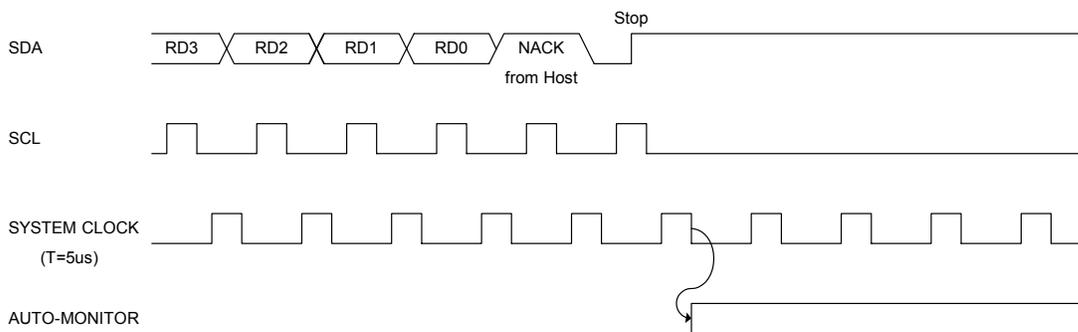 Stop
SDA RD3 RD2 RD1 RD0 NACK
from Host
SCL
SYSTEM CLOCK
(T=5us)
AUTO-MONITOR